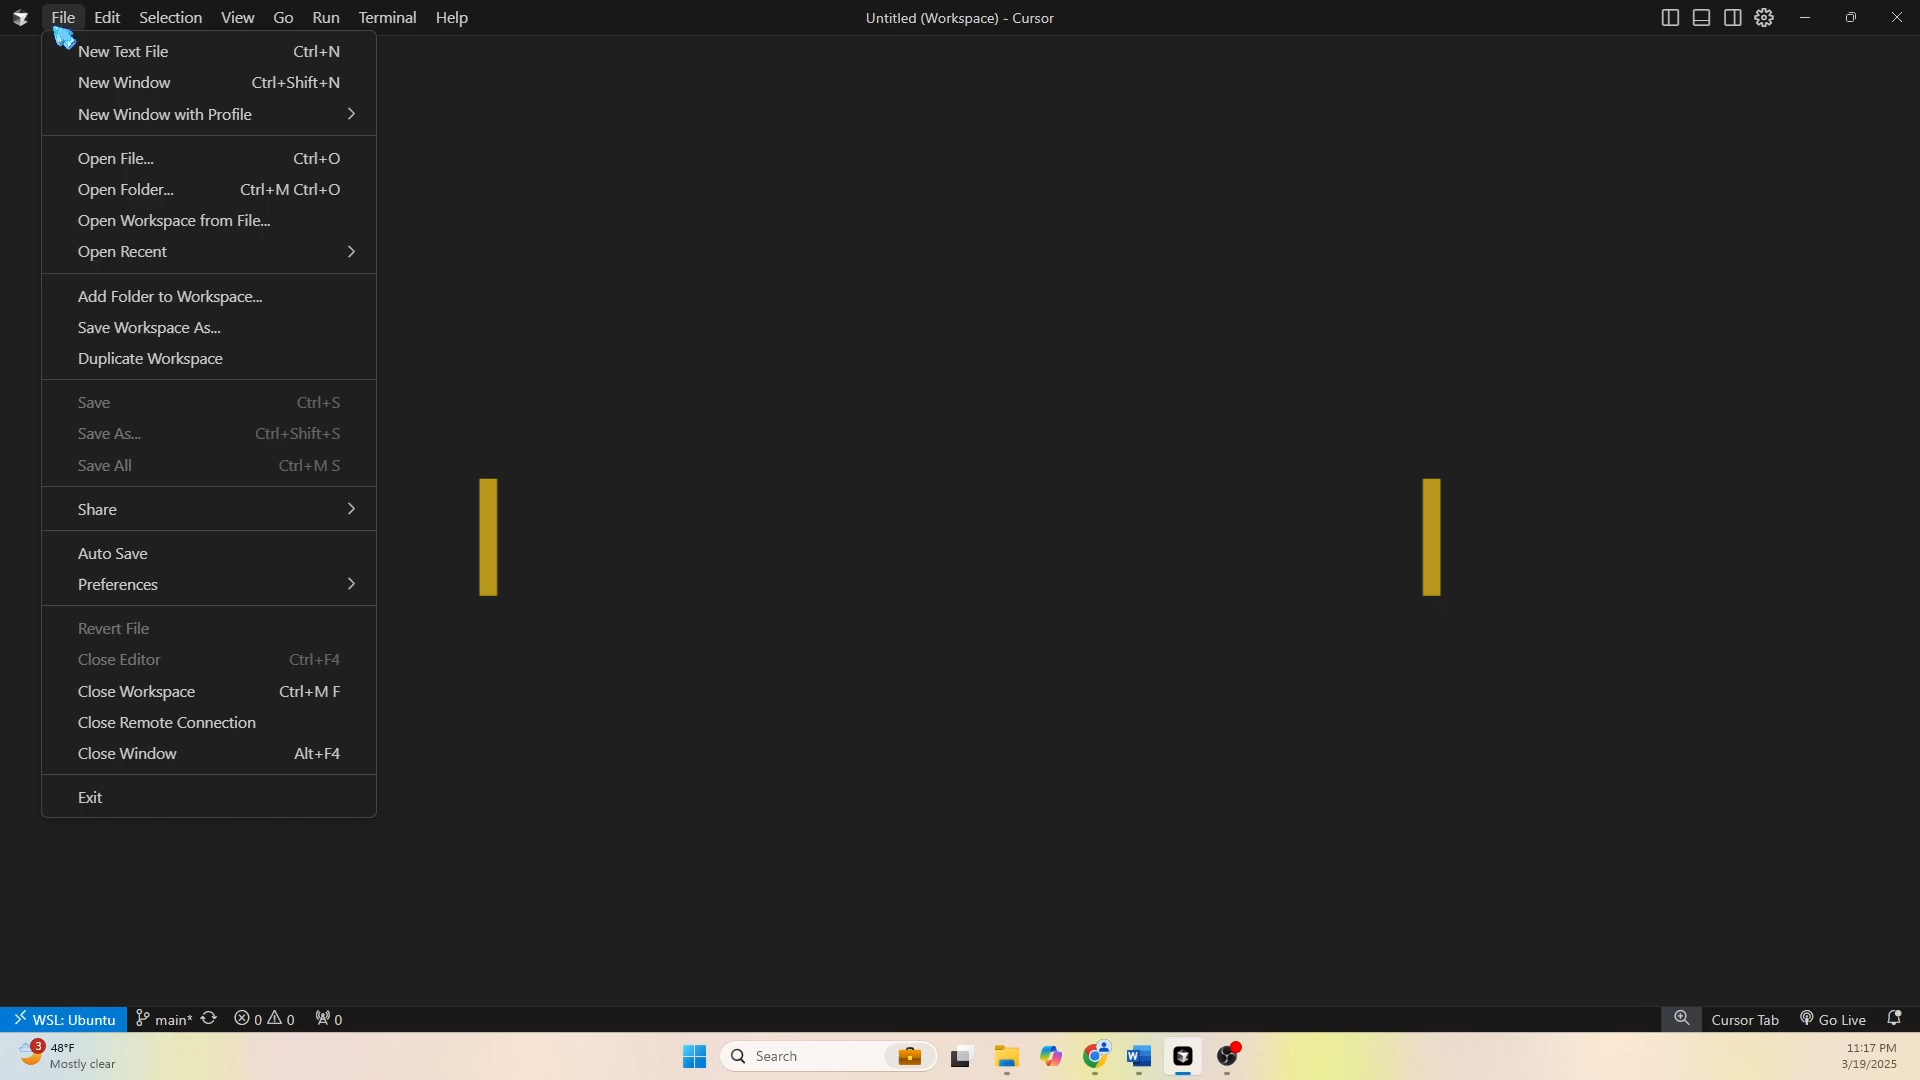 File Edit Selection View Go Run Terminal Help Untitled (Workspace) - Cursor
New Text File Ctrl+N
New Window Ctrl+Shift+N
New Window with Profile
Open File... Ctrl+O
Open Folder... Ctrl+M Ctrl+O
Open Workspace from File...
Open Recent
Add Folder to Workspace...
Save Workspace As...
Duplicate Workspace
Save Ctrl+S
Save As... Ctrl+Shift+S
Save All Ctrl+M S
Share
Auto Save
Preferences
Revert File
Close Editor Ctrl+F4
Close Workspace Ctrl+M F
Close Remote Connection
Close Window Alt+F4
Exit
WSL: Ubuntu main* 0 0 0 Cursor Tab Go Live
3 48°F
Mostly clear
Search
11:17 PM
3/19/2025